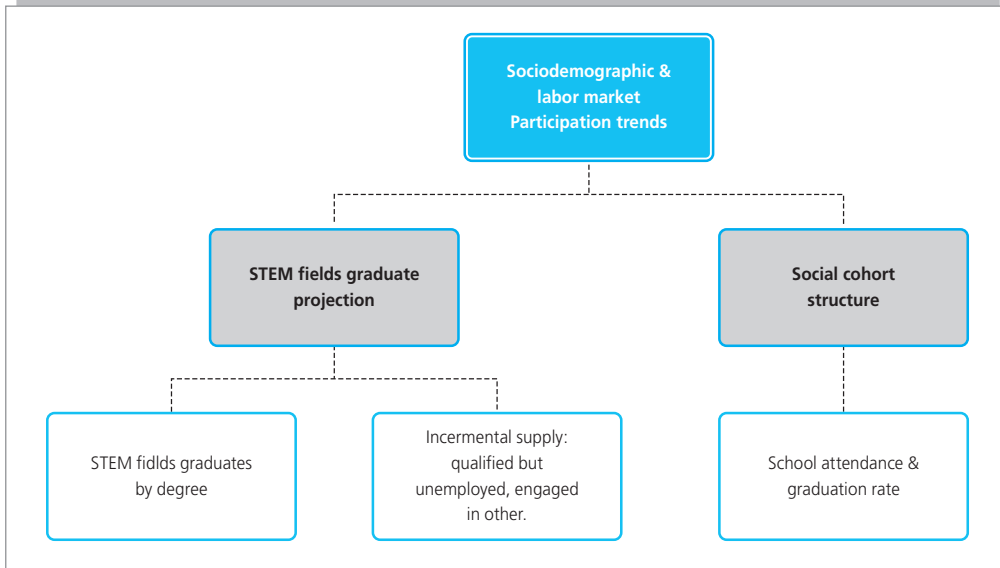 Sociodemographic &
labor market
Participation trends
STEM fields graduate
projection
Social cohort
structure
STEM fidlds graduates
by degree
Incermental supply:
qualified but
unemployed, engaged
in other.
School attendance &
graduation rate